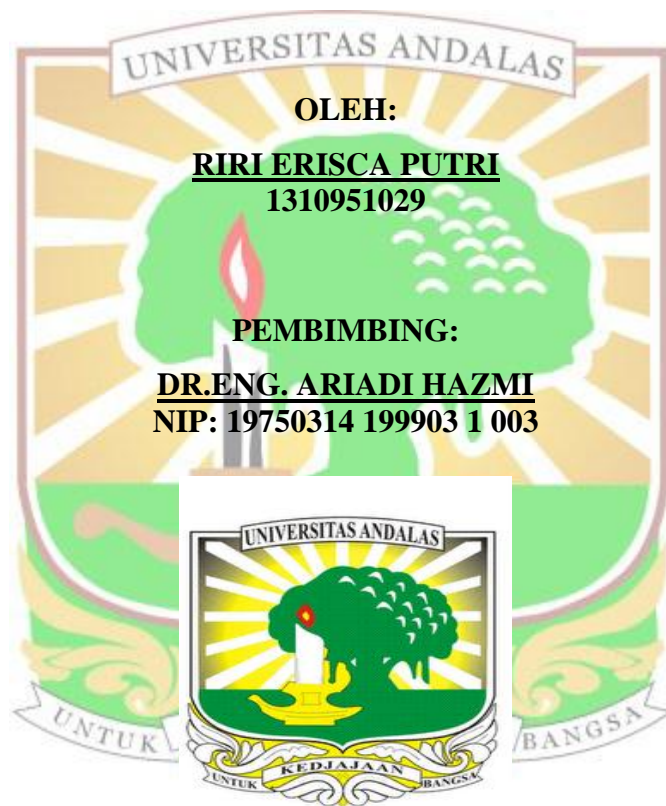 UNIVERSITAS ANDALAS
OLEH:
RIRI ERISCA PUTRI
1310951029
PEMBIMBING:
DR.ENG. ARIADI HAZMI
NIP: 19750314 199903 1 003
UNIVERSITAS ANDALAS
UNTUK KEDJAJAAN BANGSA
UNTUK BANGSA